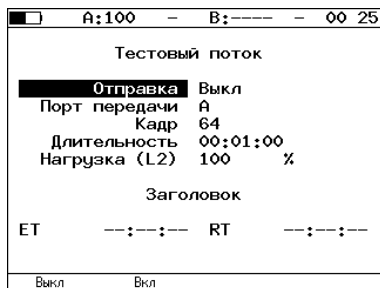 A:100 – B:---- – 00 25
Тестовый поток
Отправка Выкл
Порт передачи A
Кадр 64
Длительность 00:01:00
Нагрузка (L2) 100 %
Заголовок
ET --:--:-- RT --:--:--
Выкл Вкл